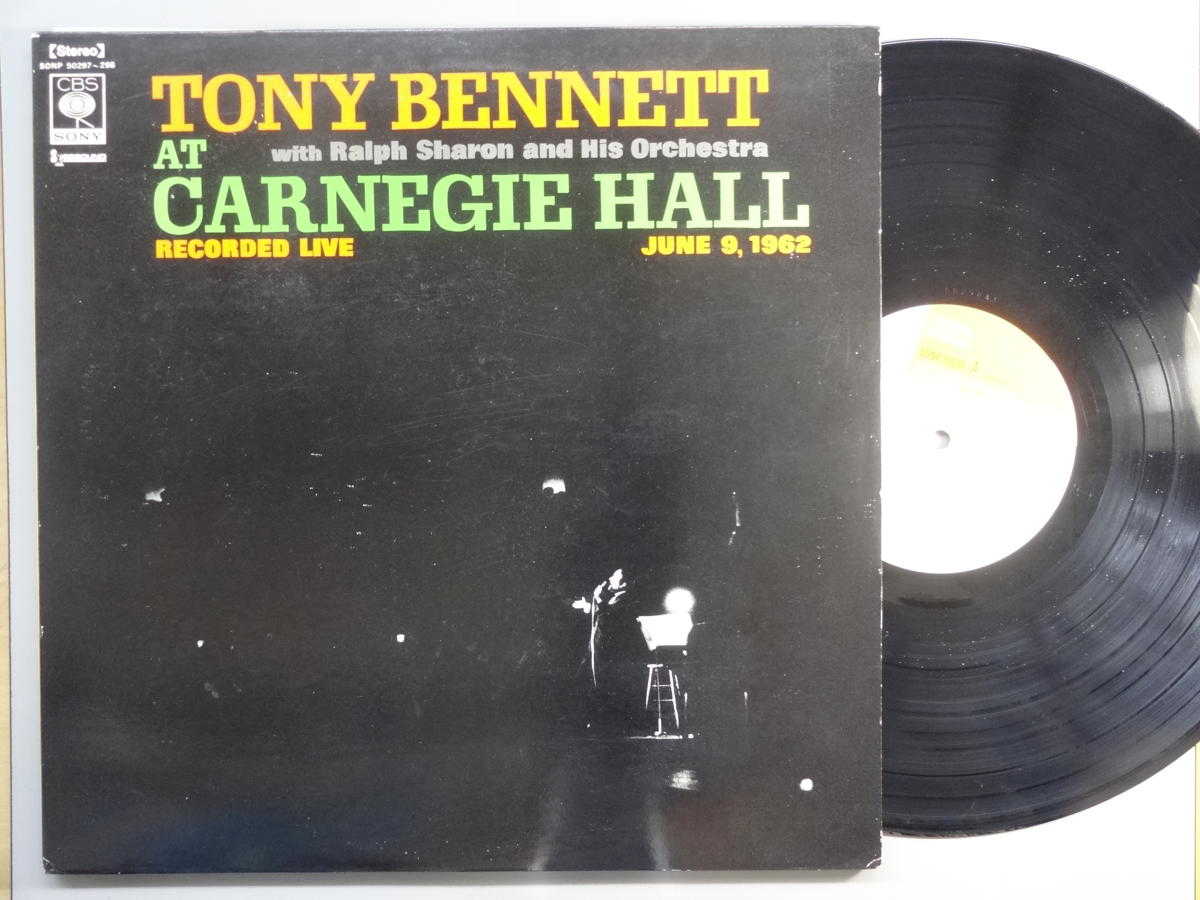 【Stereo】
SONP 50297~298
CBS
SONY
TONY BENNETT
with Ralph Sharon and His Orchestra
AT
CARNEGIE HALL
RECORDED LIVE JUNE 9, 1962